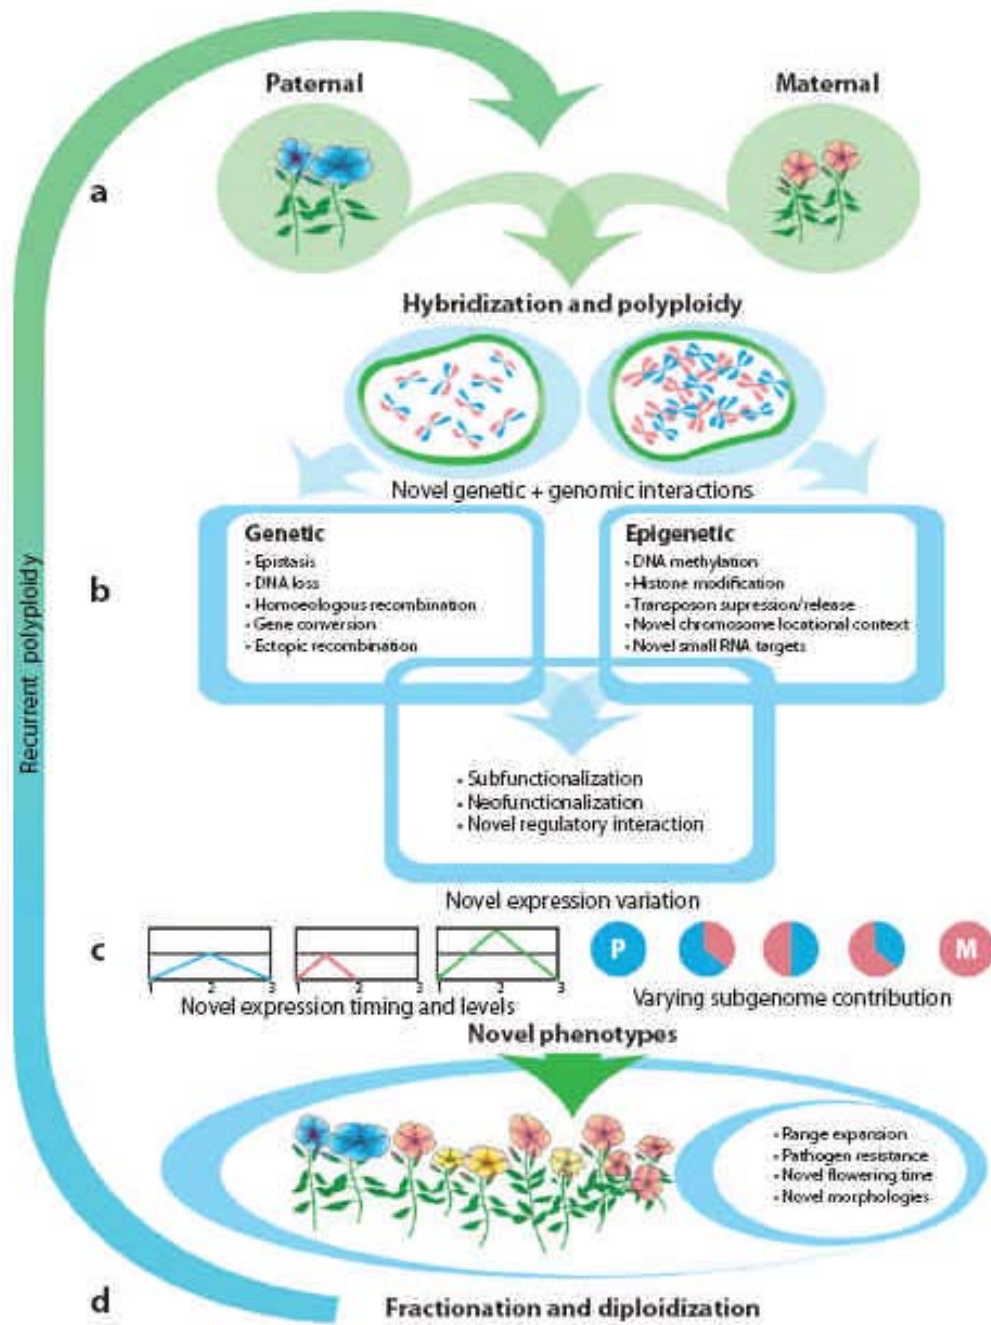 Paternal
Maternal
a
Hybridization and polyploidy
Novel genetic + genomic interactions
Recurrent polyploidy
b
Genetic
• Epistasis
• DNA loss
• Homoeologous recombination
• Gene conversion
• Ectopic recombination
Epigenetic
• DNA methylation
• Histone modification
• Transposon supression/release
• Novel chromosome locational context
• Novel small RNA targets
• Subfunctionalization
• Neofunctionalization
• Novel regulatory interaction
Novel expression variation
c
1 2 3
1 2 3
1 2 3
P
M
Novel expression timing and levels
Varying subgenome contribution
Novel phenotypes
• Range expansion
• Pathogen resistance
• Novel flowering time
• Novel morphologies
d
Fractionation and diploidization